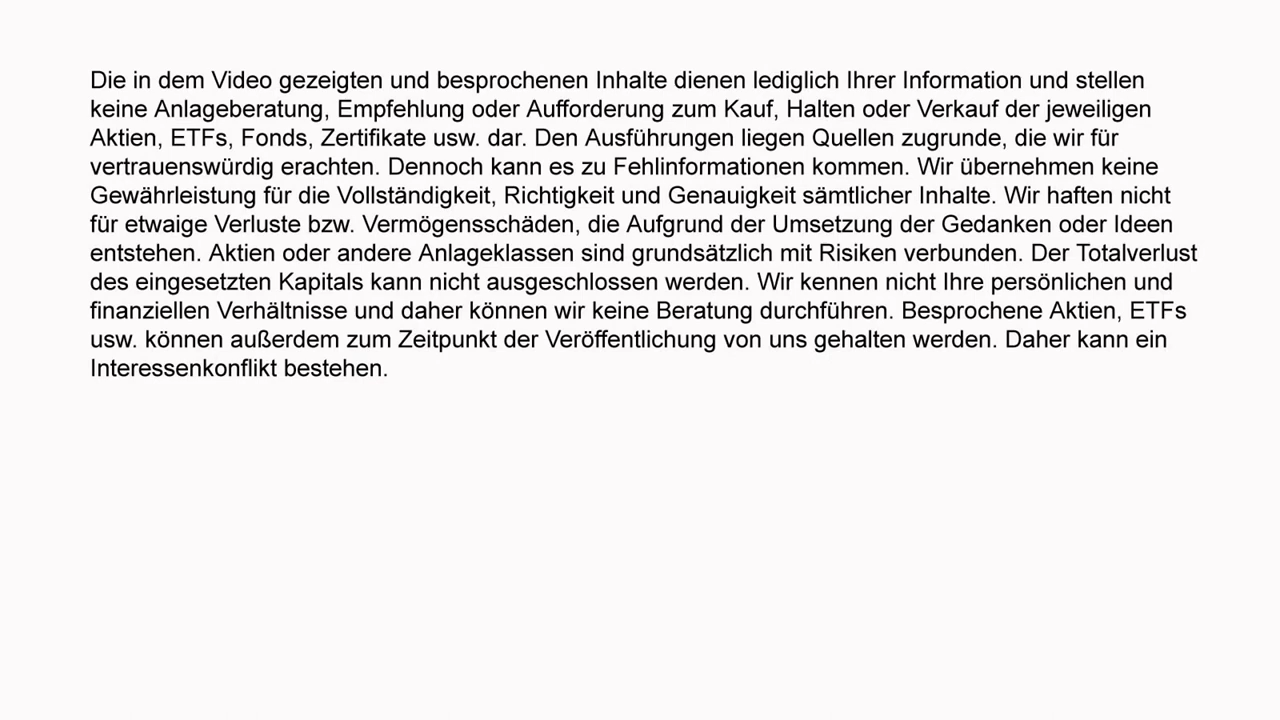 Die in dem Video gezeigten und besprochenen Inhalte dienen lediglich Ihrer Information und stellen
keine Anlageberatung, Empfehlung oder Aufforderung zum Kauf, Halten oder Verkauf der jeweiligen
Aktien, ETFs, Fonds, Zertifikate usw. dar. Den Ausführungen liegen Quellen zugrunde, die wir für
vertrauenswürdig erachten. Dennoch kann es zu Fehlinformationen kommen. Wir übernehmen keine
Gewährleistung für die Vollständigkeit, Richtigkeit und Genauigkeit sämtlicher Inhalte. Wir haften nicht
für etwaige Verluste bzw. Vermögensschäden, die Aufgrund der Umsetzung der Gedanken oder Ideen
entstehen. Aktien oder andere Anlageklassen sind grundsätzlich mit Risiken verbunden. Der Totalverlust
des eingesetzten Kapitals kann nicht ausgeschlossen werden. Wir kennen nicht Ihre persönlichen und
finanziellen Verhältnisse und daher können wir keine Beratung durchführen. Besprochene Aktien, ETFs
usw. können außerdem zum Zeitpunkt der Veröffentlichung von uns gehalten werden. Daher kann ein
Interessenkonflikt bestehen.